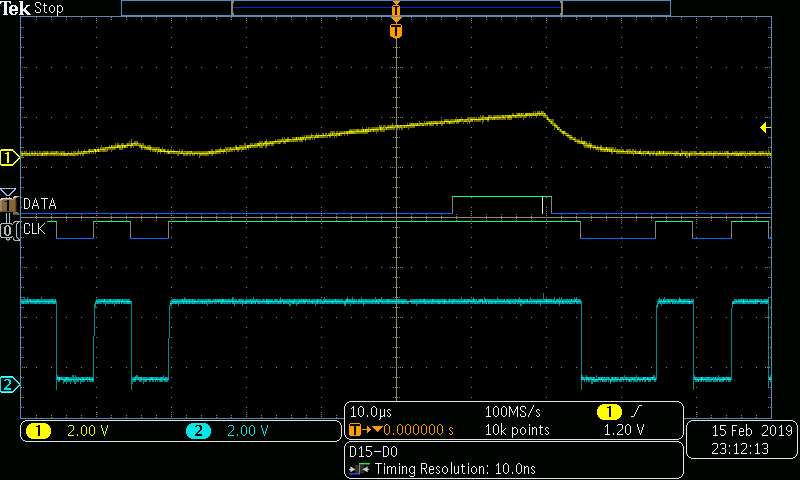 Tek Stop
T
T
1
1 DATA
0 CLK
2
10.0µs 100MS/s 1 /
T→▼0.000000 s 10k points 1.20 V
1 2.00 V 2 2.00 V
D15-D0
Timing Resolution: 10.0ns
15 Feb 2019
23:12:13